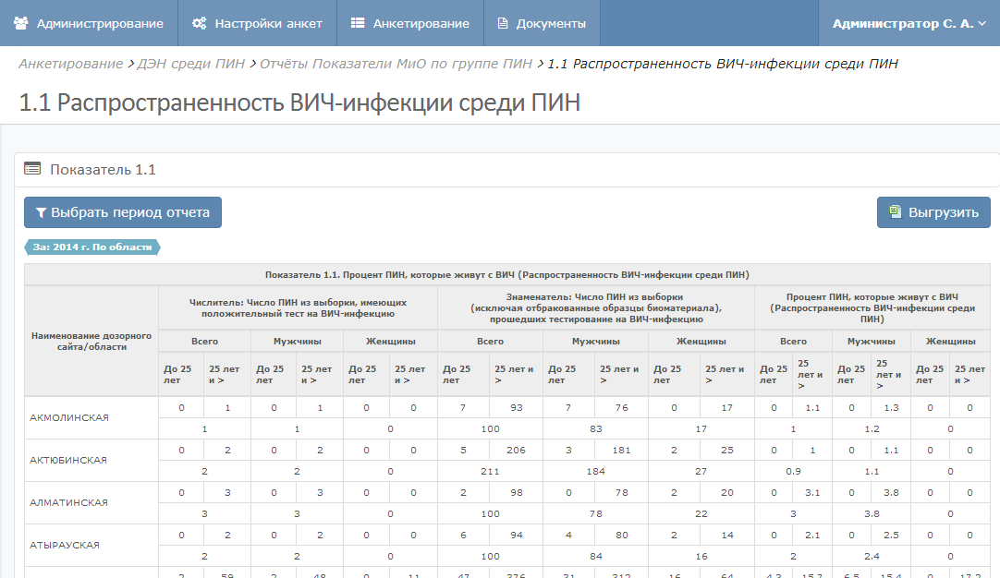 Администрирование Настройки анкет Анкетирование Документы Администратор С. А.
Анкетирование > ДЭН среди ПИН > Отчёты Показатели МиО по группе ПИН > 1.1 Распространенность ВИЧ-инфекции среди ПИН
1.1 Распространенность ВИЧ-инфекции среди ПИН
Показатель 1.1
Выбрать период отчета Выгрузить
За: 2014 г. По области
Показатель 1.1. Процент ПИН, которые живут с ВИЧ (Распространенность ВИЧ-инфекции среди ПИН)
Наименование дозорного
сайта/области
Числитель: Число ПИН из выборки, имеющих
положительный тест на ВИЧ-инфекцию
Знаменатель: Число ПИН из выборки
(исключая отбракованные образцы биоматериала),
прошедших тестирование на ВИЧ-инфекцию
Процент ПИН, которые живут с ВИЧ
(Распространенность ВИЧ-инфекции среди
ПИН)
Всего Мужчины Женщины Всего Мужчины Женщины Всего Мужчины Женщины
До 25 25 лет До 25 25 лет До 25 25 лет До 25 25 лет и До 25 25 лет и До 25 25 лет и До 25 25 До 25 25 До 25 25 лет
лет и > лет и > лет и > лет > лет > лет > лет лет и > лет лет и > лет и >
0 1 0 1 0 0 7 93 7 76 0 17 0 1.1 0 1.3 0 0
АКМОЛИНСКАЯ
1 1 0 100 83 17 1 1.2 0
0 2 0 2 0 0 5 206 3 181 2 25 0 1 0 1.1 0 0
АКТЮБИНСКАЯ
2 2 0 211 184 27 0.9 1.1 0
0 3 0 3 0 0 2 98 0 78 2 20 0 3.1 0 3.8 0 0
АЛМАТИНСКАЯ
3 3 0 100 78 22 3 3.8 0
0 2 0 2 0 0 6 94 4 80 2 14 0 2.1 0 2.5 0 0
АТЫРАУСКАЯ
2 2 0 100 84 16 2 2.4 0
2 59 2 48 0 11 47 376 31 312 16 64 4.3 15.7 6.5 15.4 0 17.2